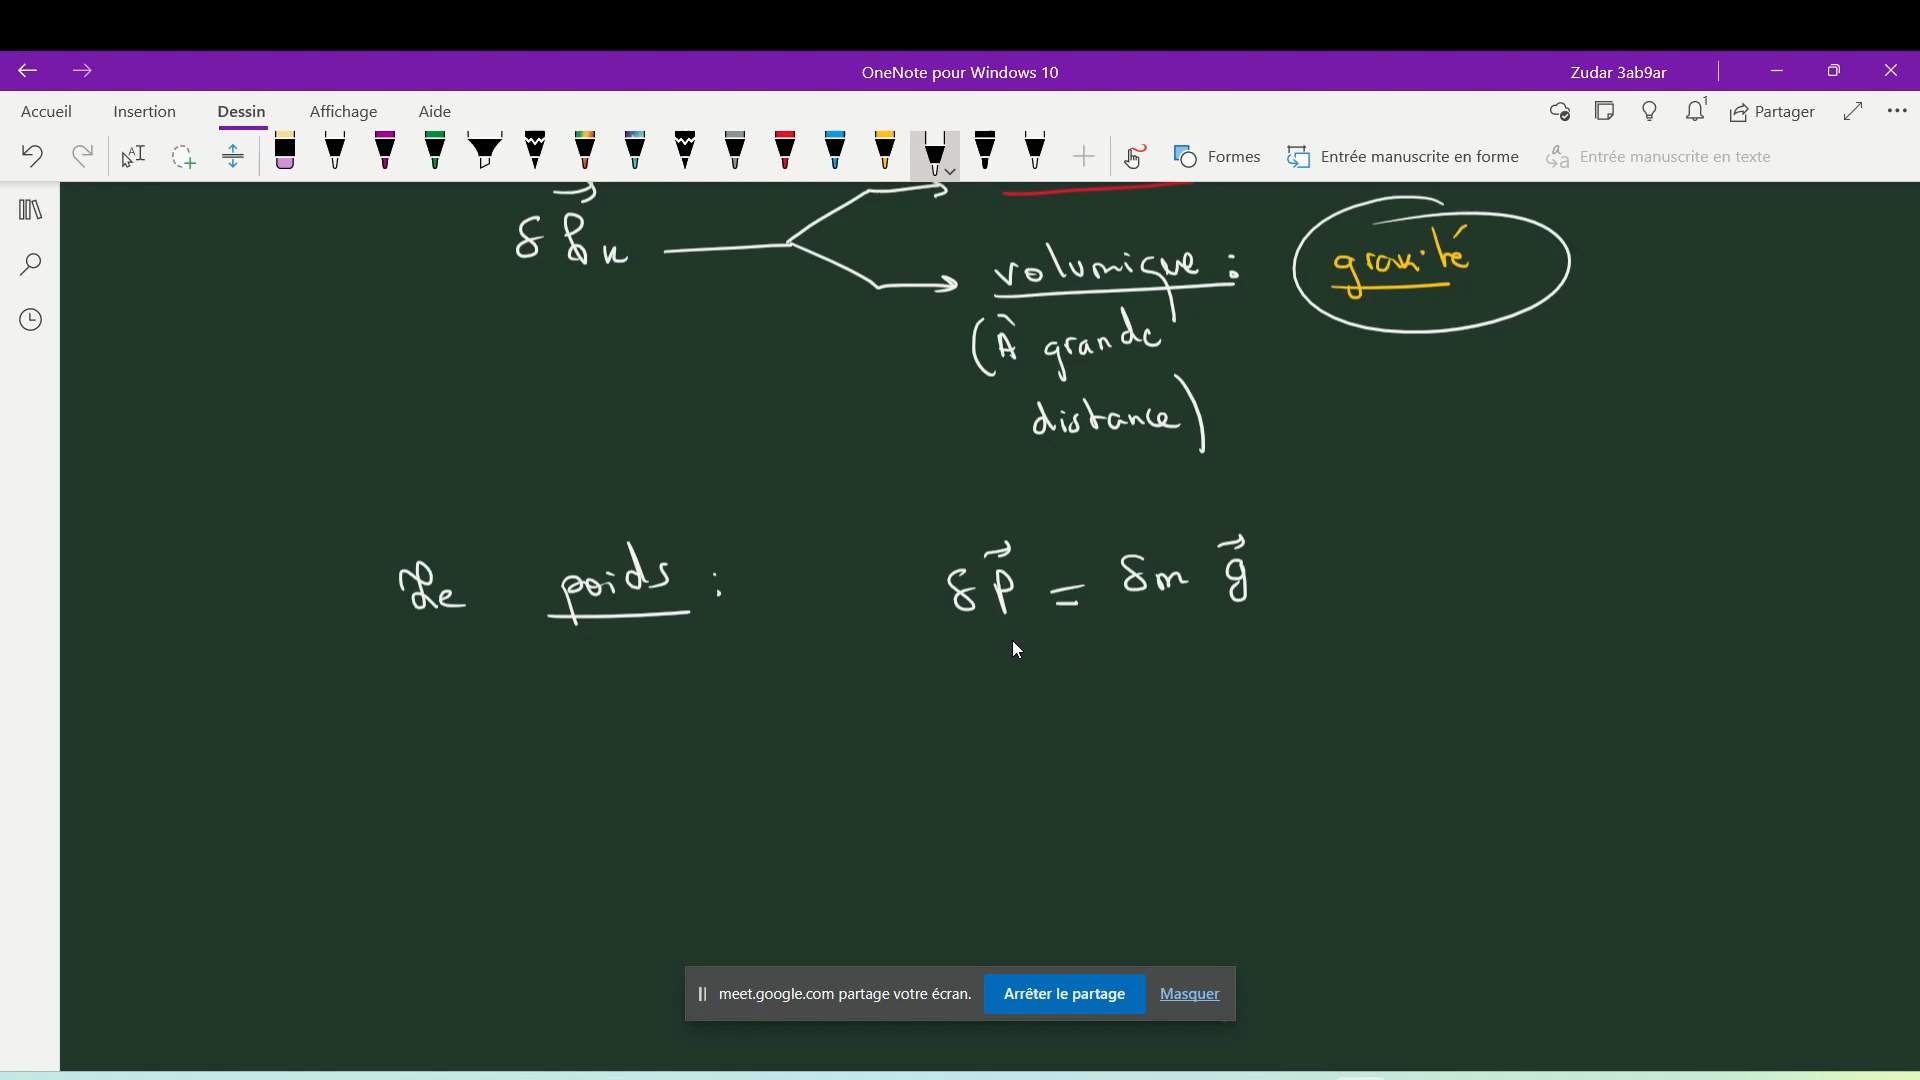 OneNote pour Windows 10
Zudar 3ab9ar
Accueil Insertion Dessin Affichage Aide
1
Partager
Formes
Entrée manuscrite en forme
Entrée manuscrite en texte
volumique :
gravité
(À grande
distance)
Le poids : δp⃗ = δm g⃗
meet.google.com partage votre écran. Arrêter le partage Masquer